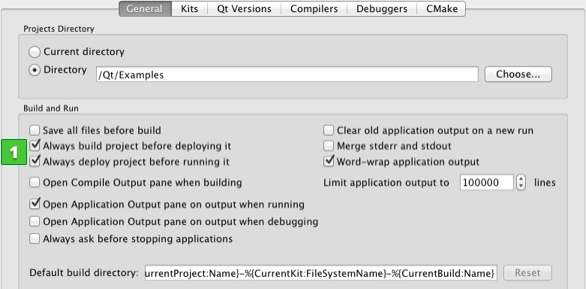 General Kits Qt Versions Compilers Debuggers CMake
Projects Directory
Current directory
Directory /Qt/Examples Choose...
Build and Run
Save all files before build Clear old application output on a new run
1 Always build project before deploying it Merge stderr and stdout
Always deploy project before running it Word-wrap application output
Open Compile Output pane when building Limit application output to 100000 lines
Open Application Output pane on output when running
Open Application Output pane on output when debugging
Always ask before stopping applications
Default build directory: urrentProject:Name}-%{CurrentKit:FileSystemName}-%{CurrentBuild:Name} Reset